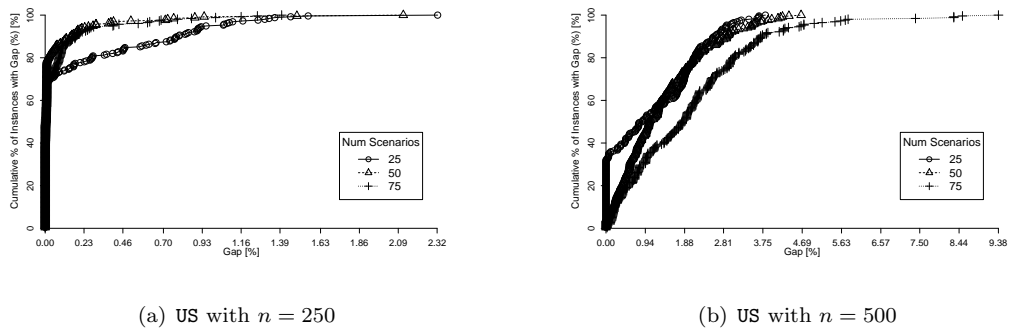 Cumulative % of Instances with Gap (%) [%]
100
80
60
40
20
0
Num Scenarios
25
50
75
0.00 0.23 0.46 0.70 0.93 1.16 1.39 1.63 1.86 2.09 2.32
Gap [%]
(a) US with n = 250
Cumulative % of Instances with Gap (%) [%]
100
80
60
40
20
0
Num Scenarios
25
50
75
0.00 0.94 1.88 2.81 3.75 4.69 5.63 6.57 7.50 8.44 9.38
Gap [%]
(b) US with n = 500